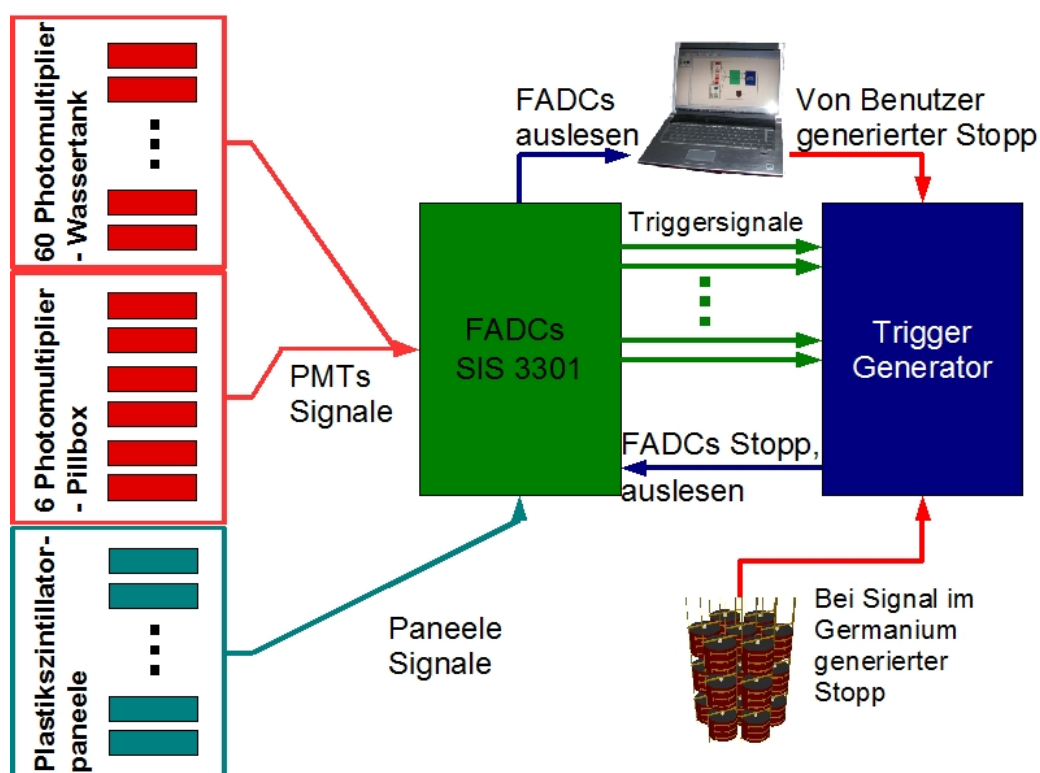 60 Photomultiplier
- Wassertank
6 Photomultiplier
- Pillbox
Plastikszintillator-
paneele
PMTs
Signale
Paneele
Signale
FADCs
auslesen
FADCs
SIS 3301
Triggersignale
FADCs Stopp,
auslesen
Von Benutzer
generierter Stopp
Trigger
Generator
Bei Signal im
Germanium
generierter
Stopp